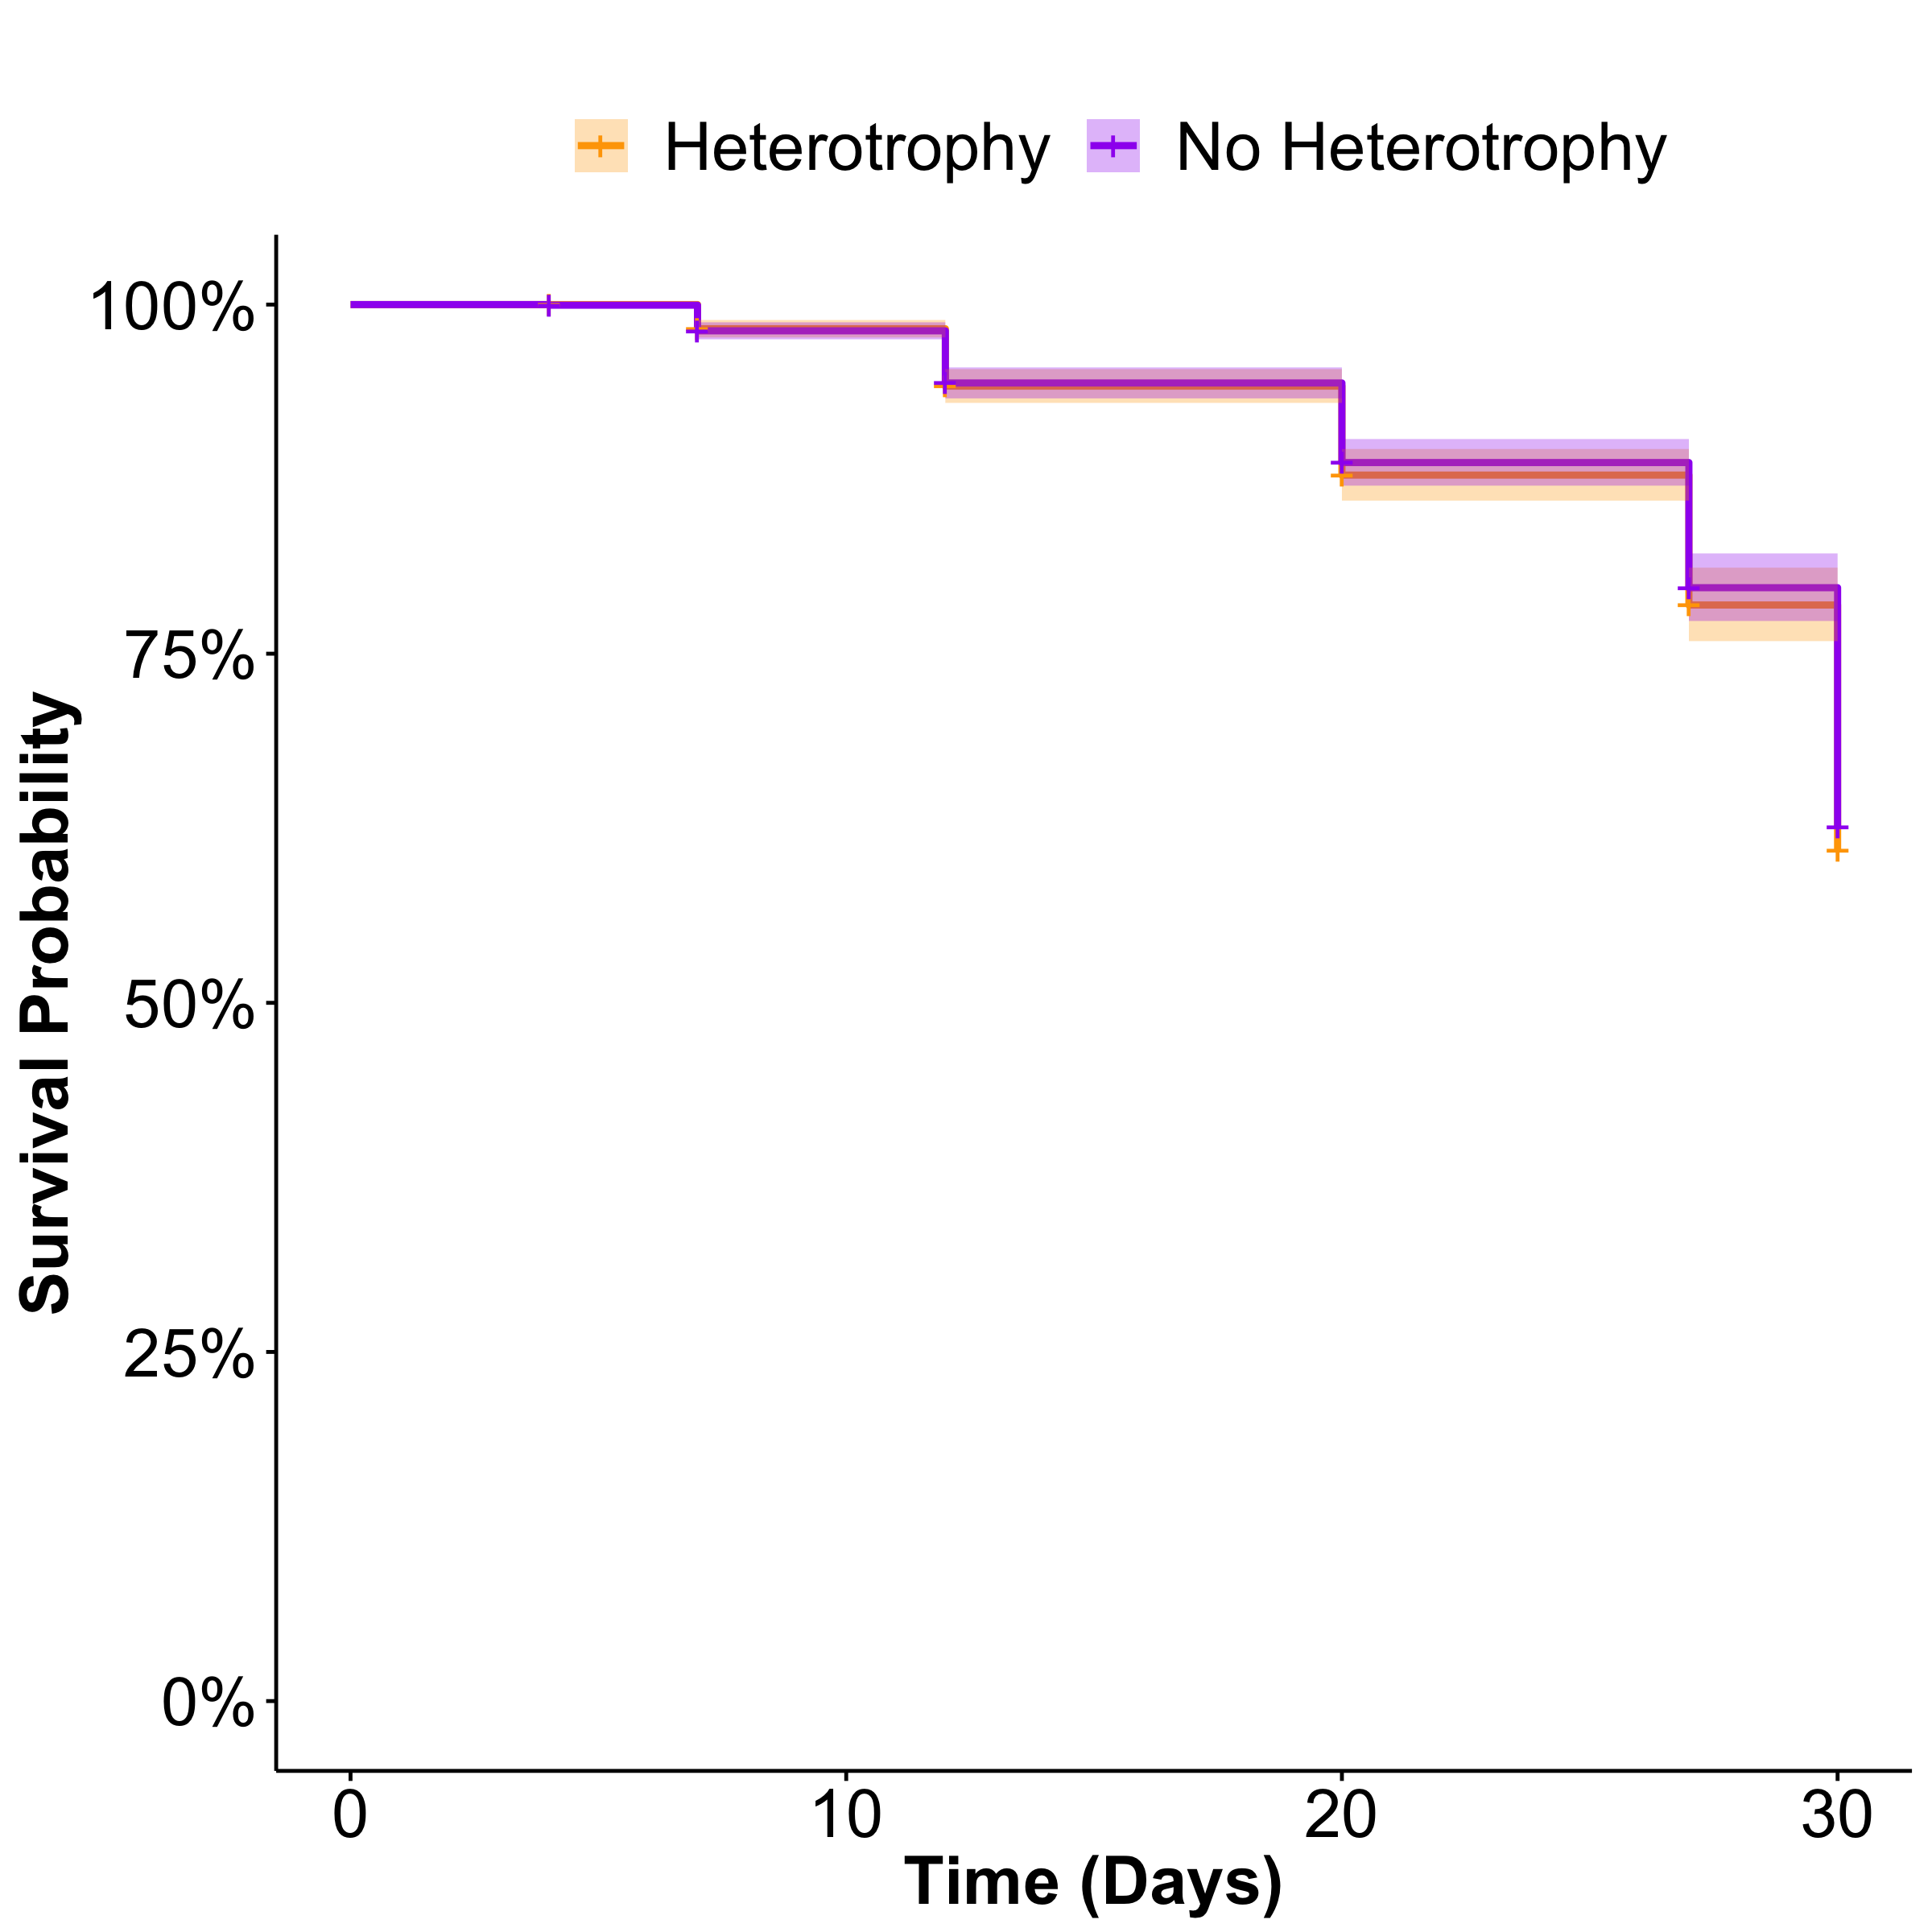 Heterotrophy No Heterotrophy
100%
75%
50%
25%
0%
Survival Probability
0 10 20 30
Time (Days)